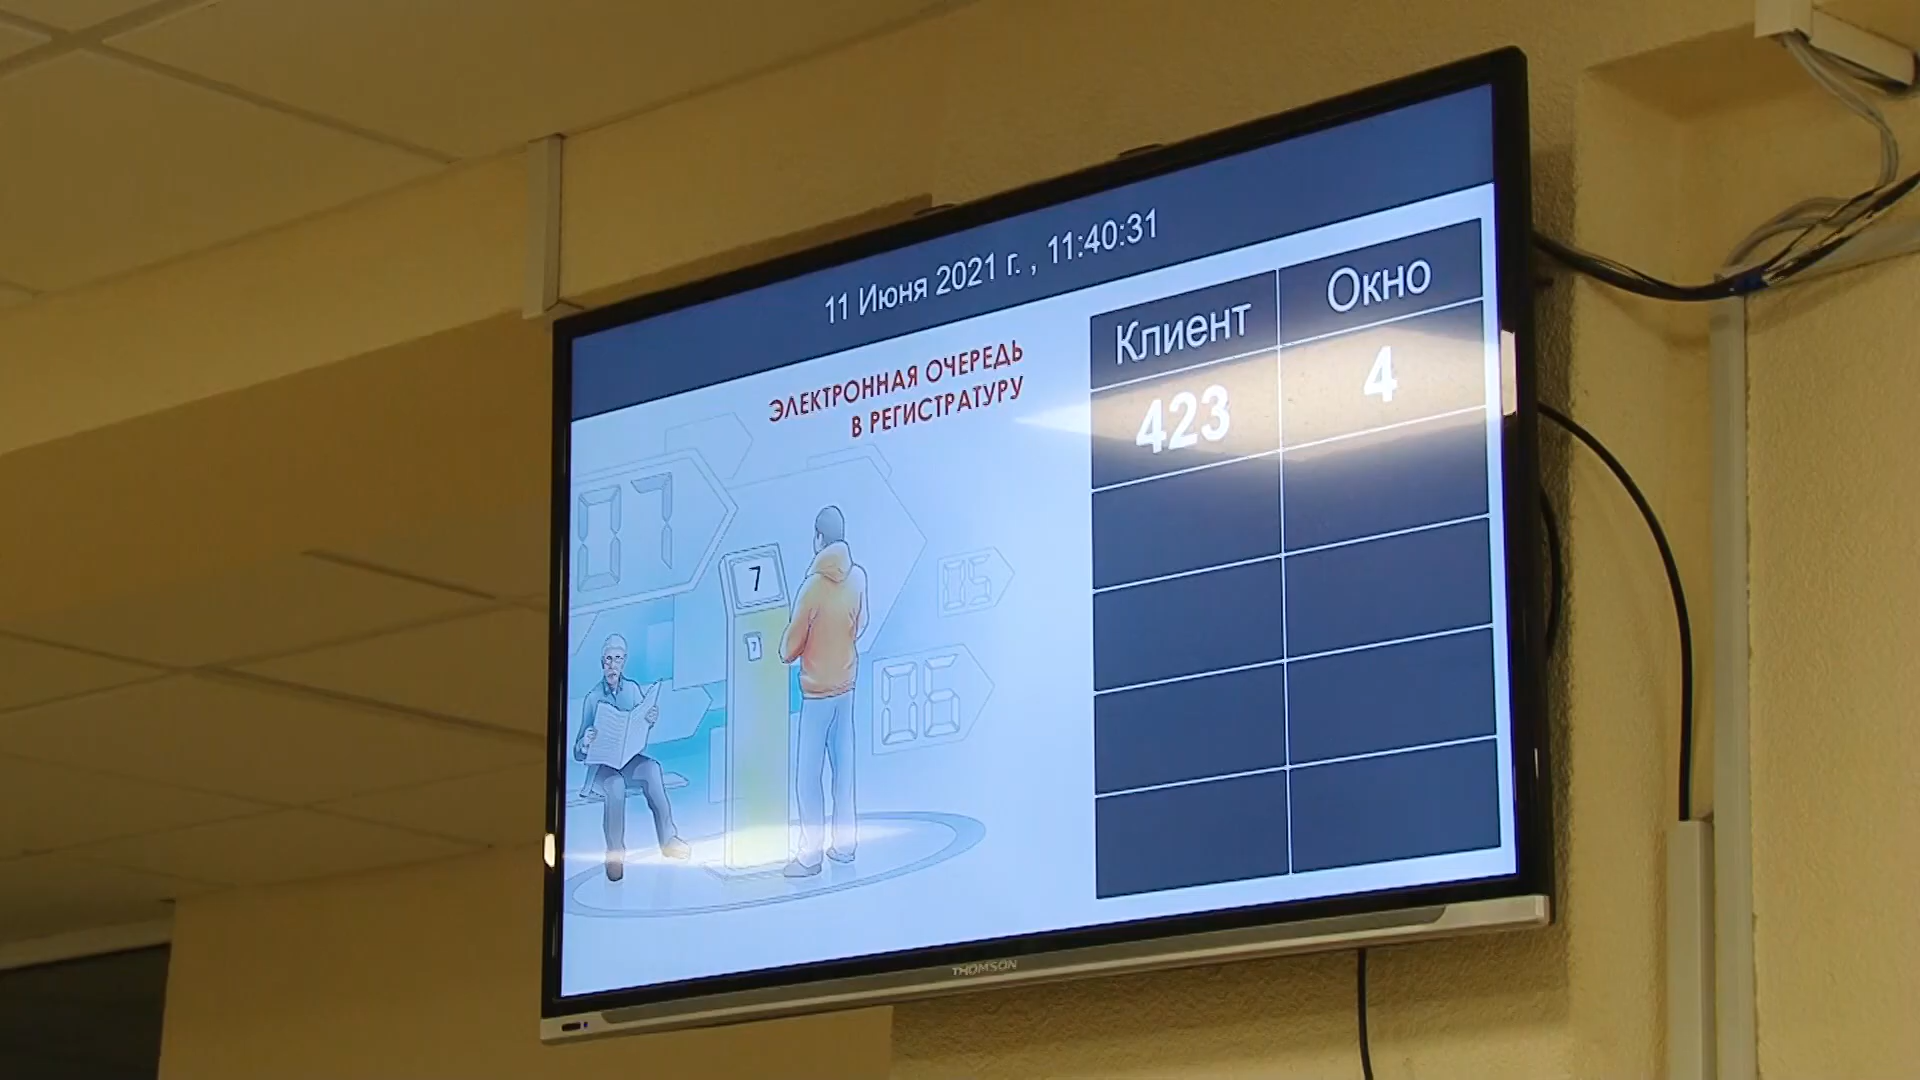 11 Июня 2021 г. , 11:40:31
ЭЛЕКТРОННАЯ ОЧЕРЕДЬ
В РЕГИСТРАТУРУ
Клиент Окно
423 4
07
7
7
05
06
THOMSON